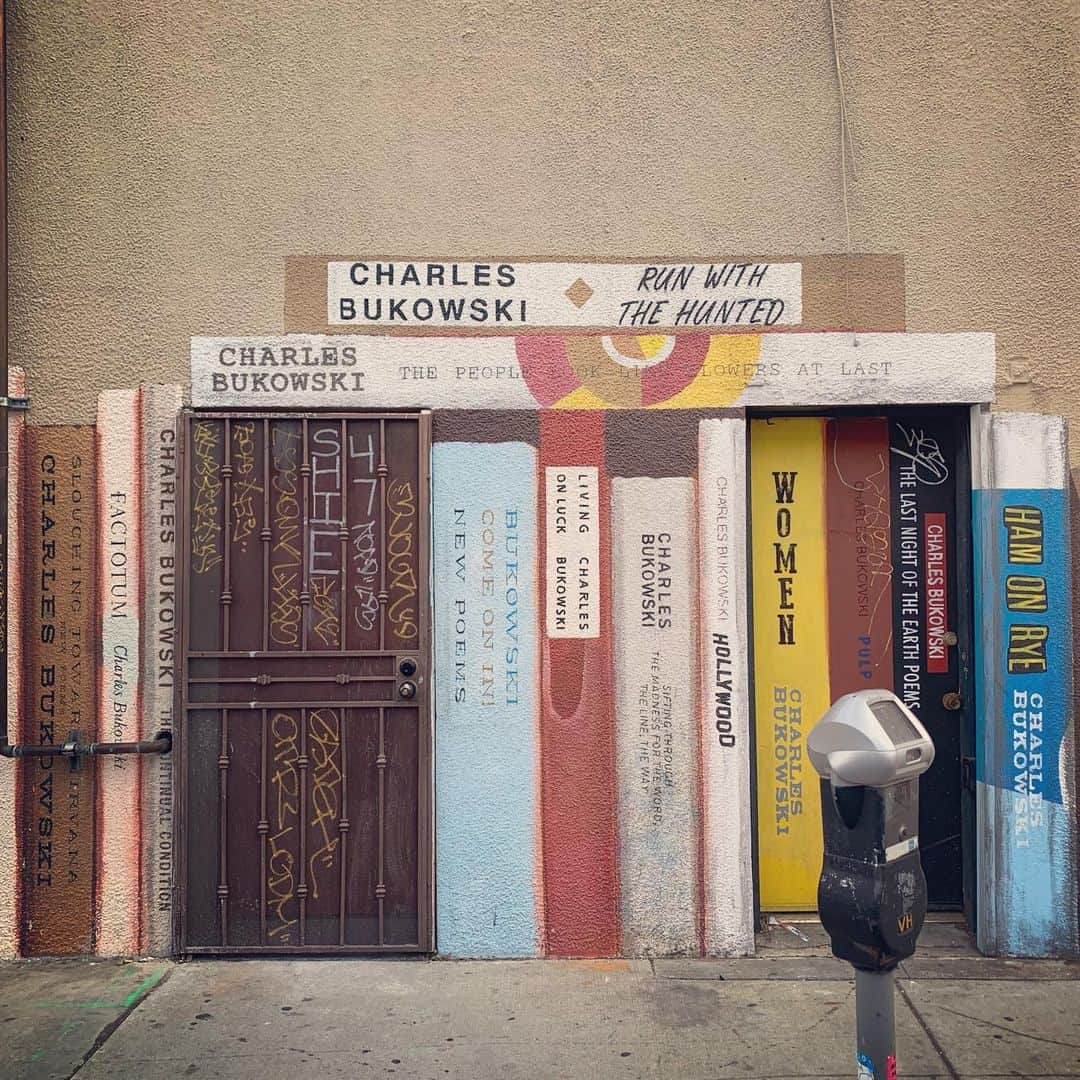 CHARLES
BUKOWSKI
RUN WITH
THE HUNTED
CHARLES
BUKOWSKI
THE PEOPLE LOOK LIKE FLOWERS AT LAST
SLOUCHING TOWARD NIRVANA
NEW POEMS
CHARLES BUKOWSKI
FACTOTUM
Charles Bukowski
CHARLES BUKOWSKI
THE CONTINUAL CONDITION
SHIE
47
BUKOWSKI
COME ON IN!
NEW POEMS
LIVING
ON LUCK
CHARLES
BUKOWSKI
CHARLES
BUKOWSKI
SIFTING THROUGH
THE MADNESS FOR THE WORD,
THE LINE, THE WAY
CHARLES BUKOWSKI
HOLLYWOOD
WOMEN
CHARLES
BUKOWSKI
CHARLES BUKOWSKI
PULP
CHARLES BUKOWSKI
THE LAST NIGHT OF THE EARTH POEMS
HAM ON RYE
CHARLES
BUKOWSKI
VH